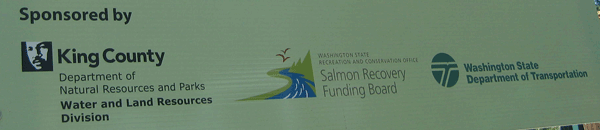 Sponsored by
King County
Department of
Natural Resources and Parks
Water and Land Resources
Division
WASHINGTON STATE
RECREATION AND CONSERVATION OFFICE
Salmon Recovery
Funding Board
Washington State
Department of Transportation